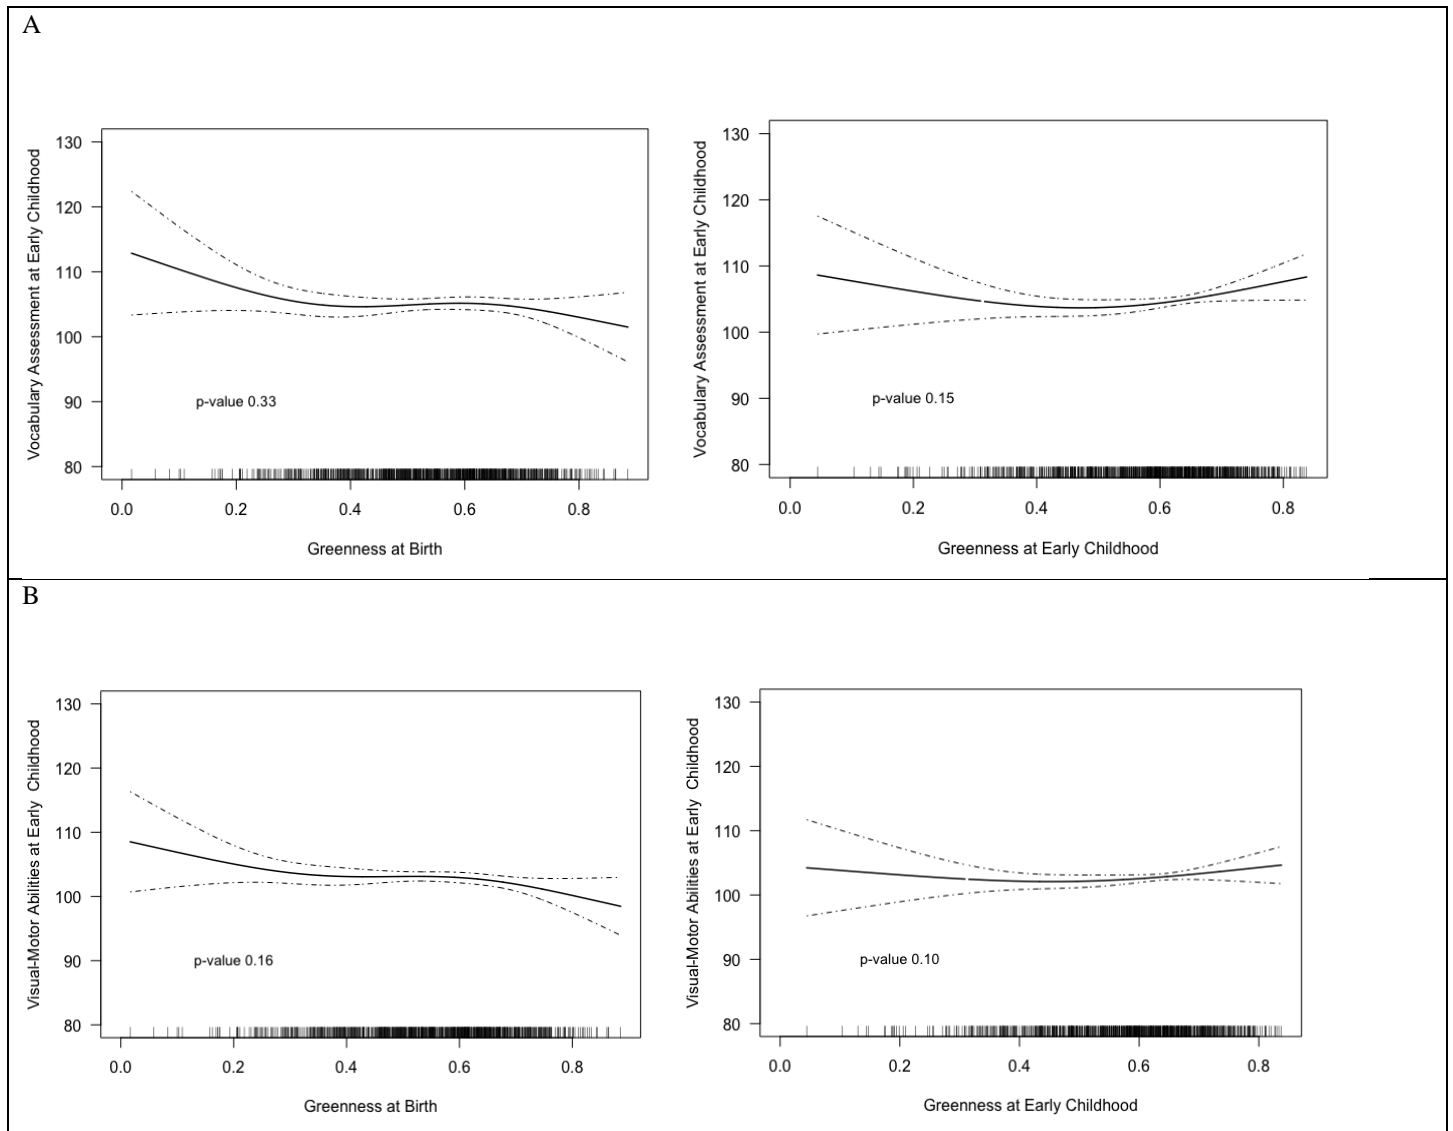 A
Vocabulary Assessment at Early Childhood
130
120
110
100
90
80
p-value 0.33
0.0 0.2 0.4 0.6 0.8
Greenness at Birth
Vocabulary Assessment at Early Childhood
130
120
110
100
90
80
p-value 0.15
0.0 0.2 0.4 0.6 0.8
Greenness at Early Childhood
B
Visual-Motor Abilities at Early Childhood
130
120
110
100
90
80
p-value 0.16
0.0 0.2 0.4 0.6 0.8
Greenness at Birth
Visual-Motor Abilities at Early Childhood
130
120
110
100
90
80
p-value 0.10
0.0 0.2 0.4 0.6 0.8
Greenness at Early Childhood